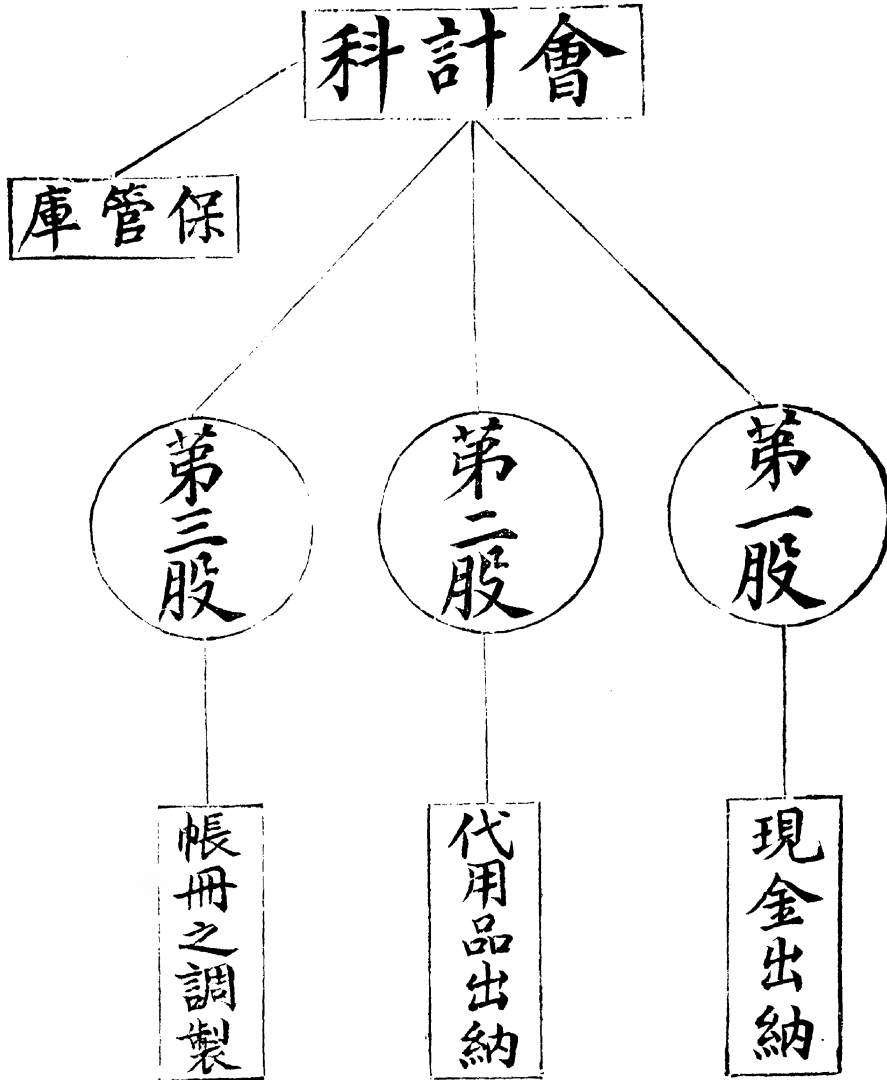 會計科
保管庫
第一股
第二股
第三股
現金出納
代用品出納
帳冊之調製